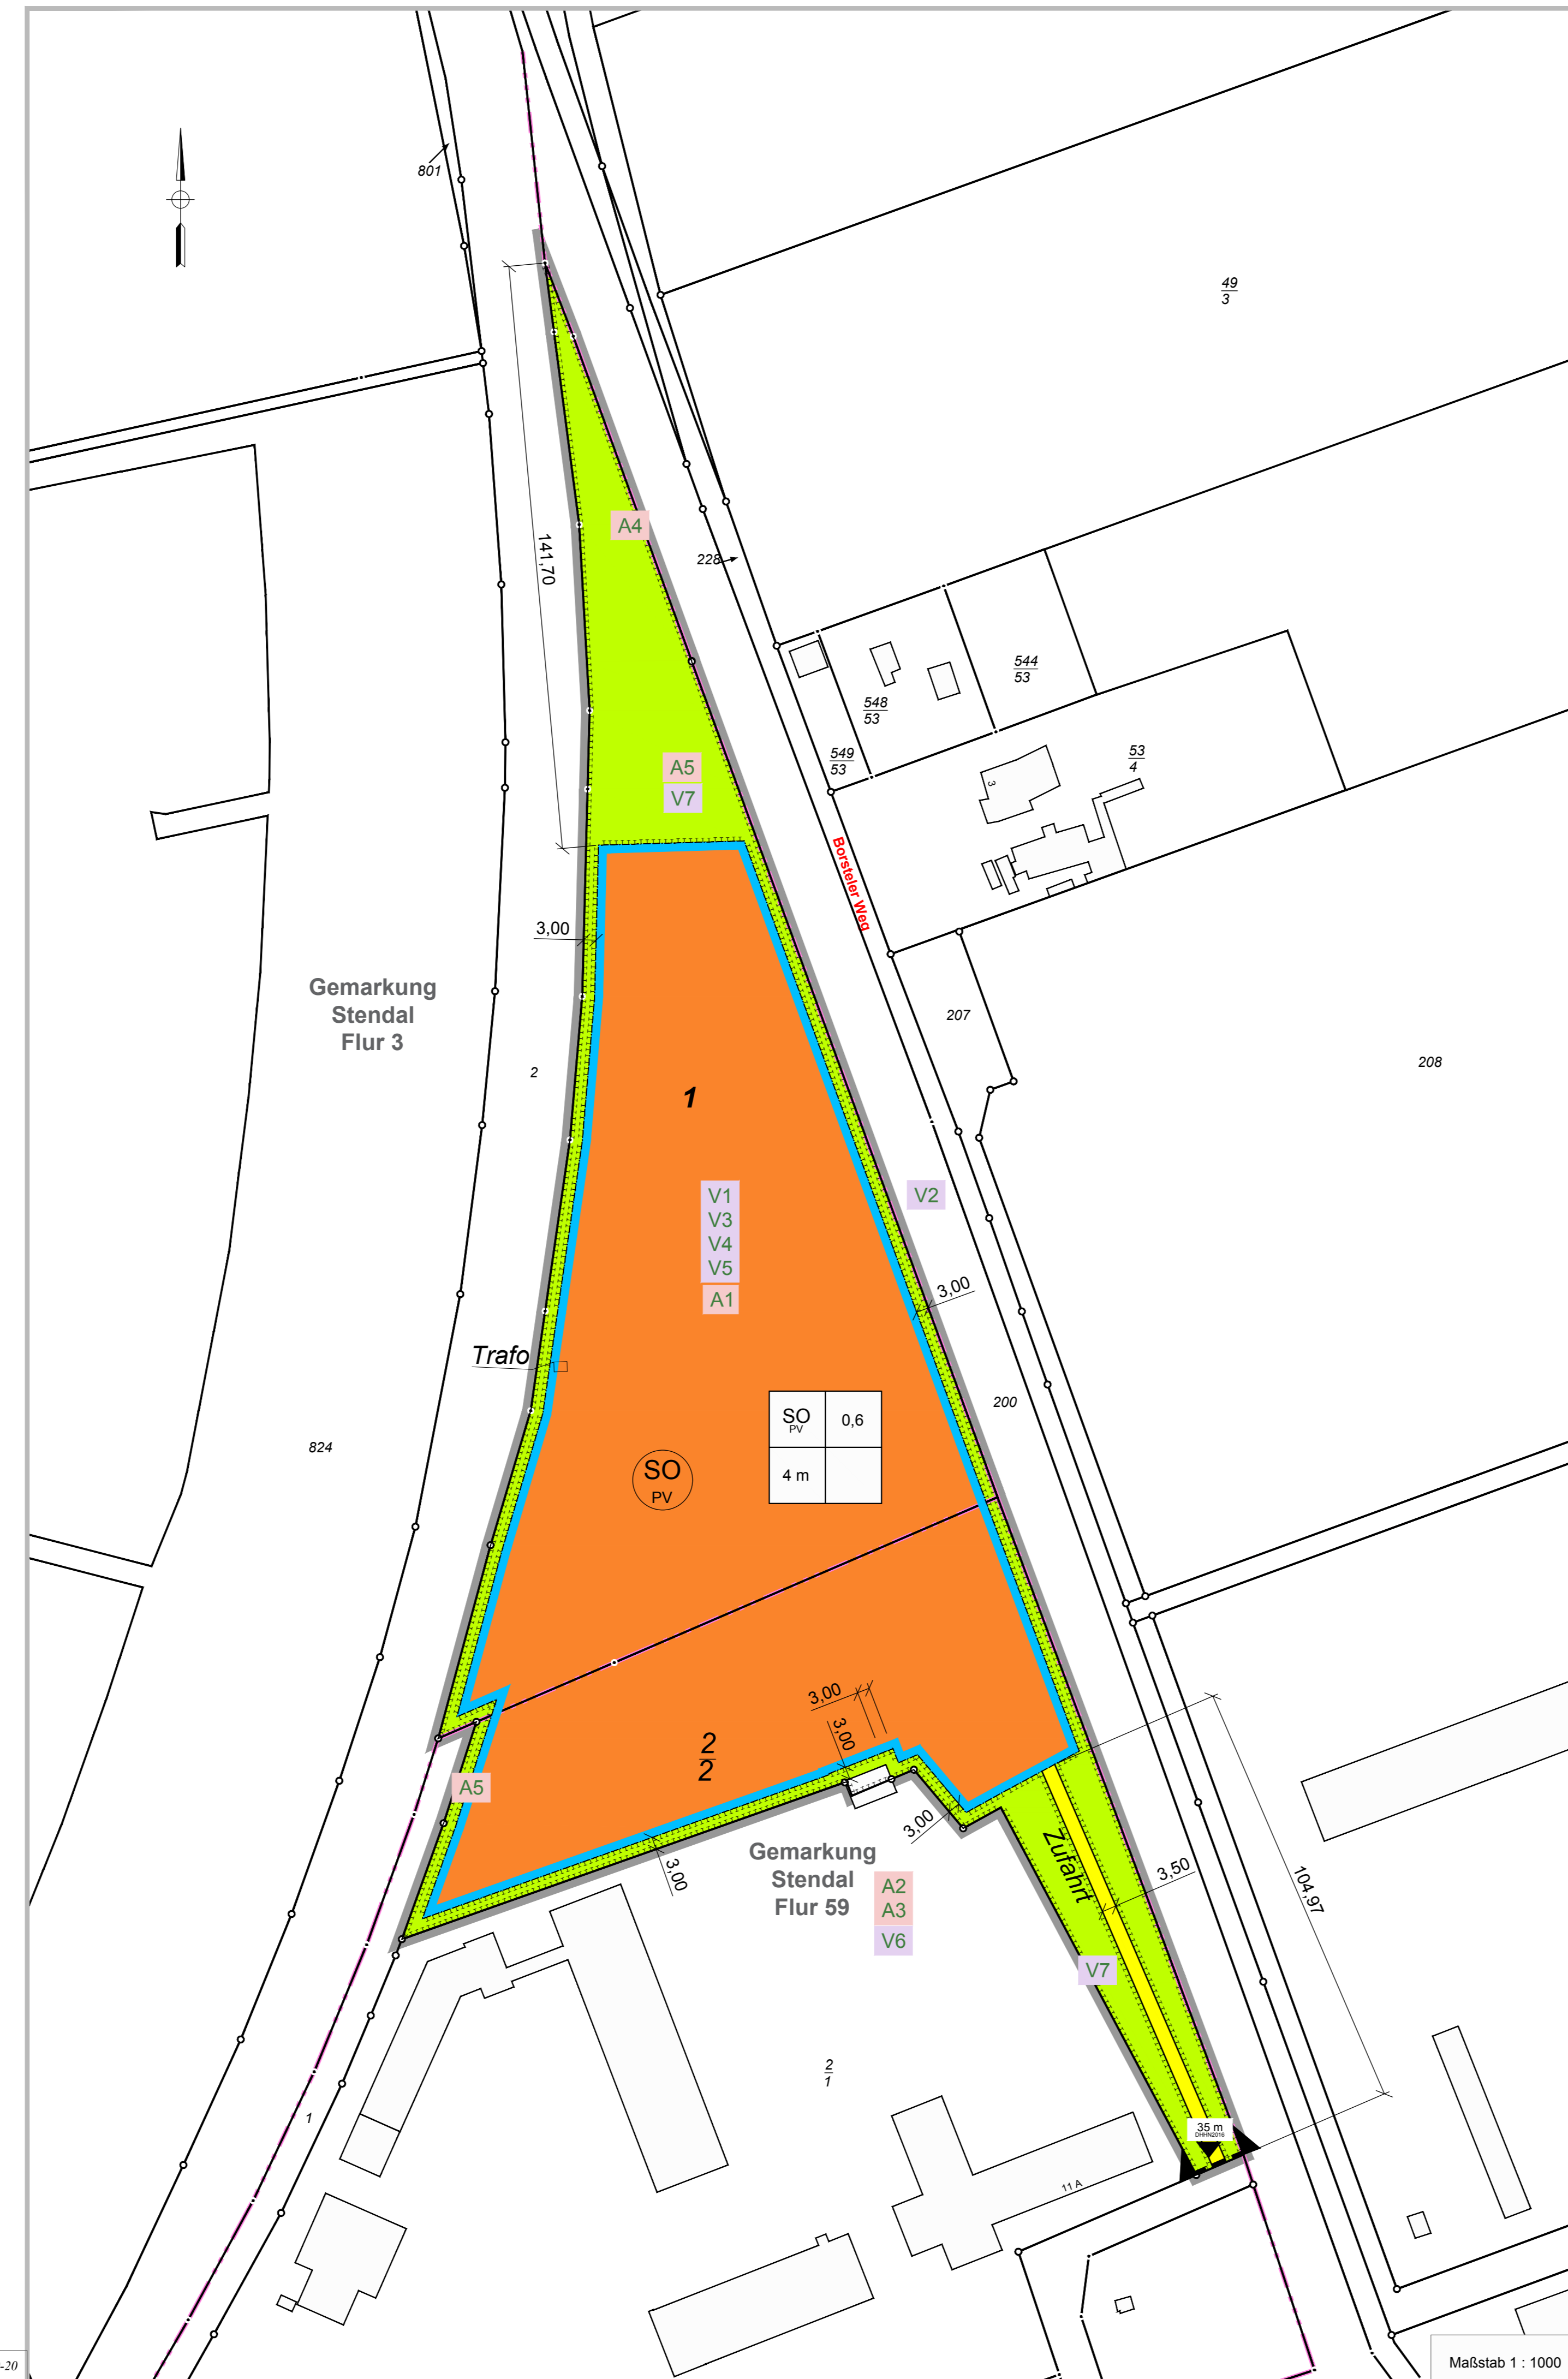 801
49
3
141,70
A4
228
544
53
548
53
549
53
53
4
3
A5
V7
Borsteler Weg
3,00
Gemarkung
Stendal
Flur 3
207
208
2
1
V1
V3
V4
V5
A1
V2
3,00
Trafo
SO
PV
0,6
4 m
200
824
SO
PV
3,00
3,00
2
2
A5
3,00
3,00
Zufahrt
3,50
104,97
Gemarkung
Stendal
Flur 59
A2
A3
V6
V7
2
1
1
35 m
DHHN2016
11 A
-20
Maßstab 1 : 1000